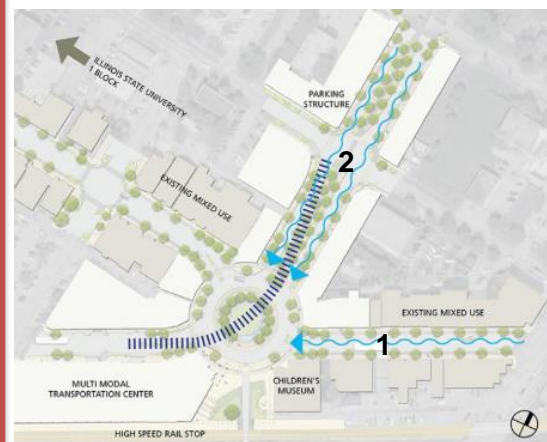 ILLINOIS STATE UNIVERSITY
1 BLOCK
PARKING
STRUCTURE
2
EXISTING MIXED USE
EXISTING MIXED USE
1
MULTI MODAL
TRANSPORTATION CENTER
CHILDREN'S
MUSEUM
HIGH SPEED RAIL STOP